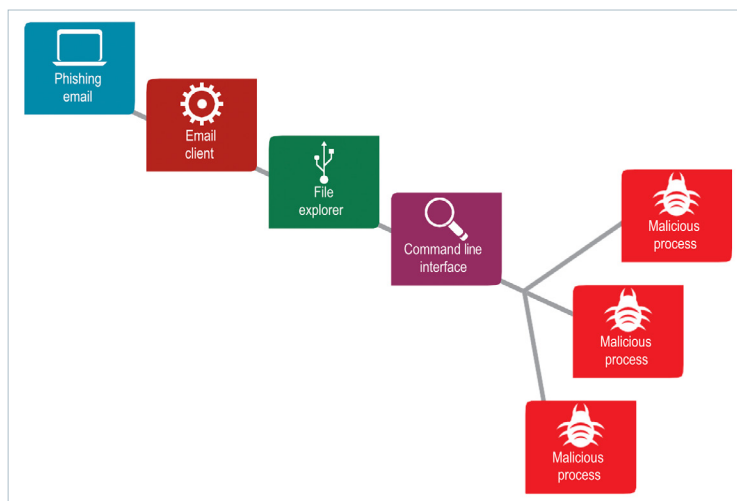 Phishing
email
Email
client
File
explorer
Command line
interface
Malicious
process
Malicious
process
Malicious
process